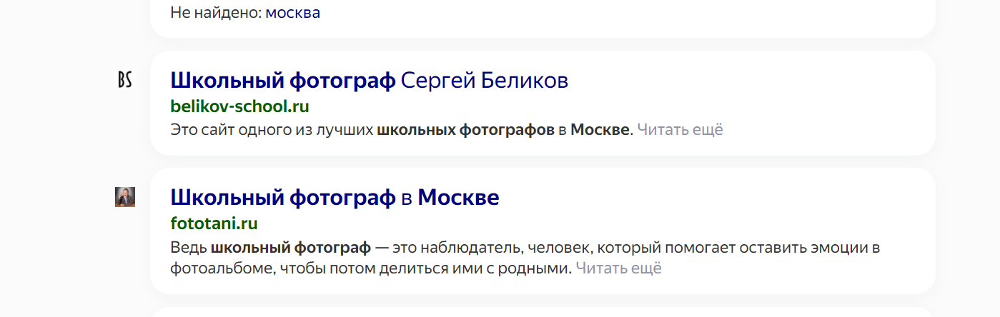 Не найдено: москва
BS
Школьный фотограф Сергей Беликов
belikov-school.ru
Это сайт одного из лучших школьных фотографов в Москве. Читать ещё
Школьный фотограф в Москве
fototani.ru
Ведь школьный фотограф — это наблюдатель, человек, который помогает оставить эмоции в
фотоальбоме, чтобы потом делиться ими с родными. Читать ещё